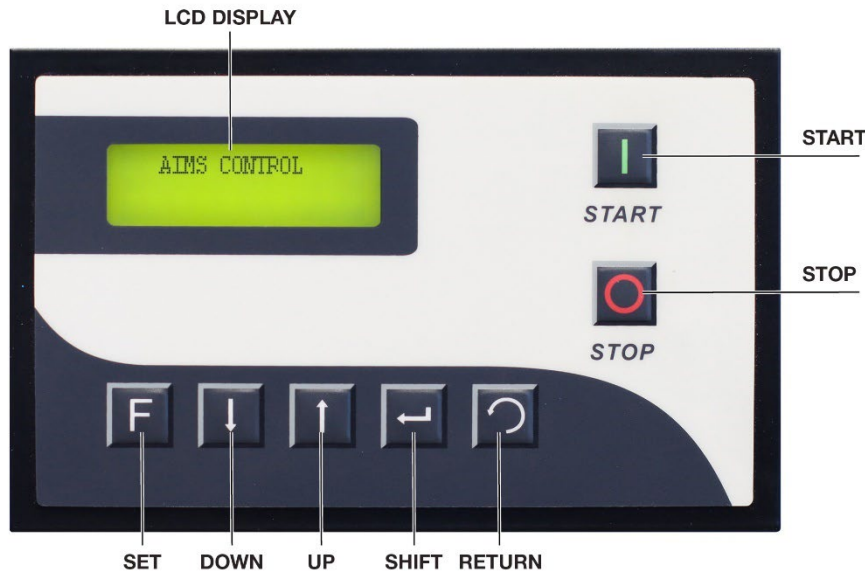 LCD DISPLAY
AIMS CONTROL
START
START
STOP
STOP
F
SET DOWN UP SHIFT RETURN